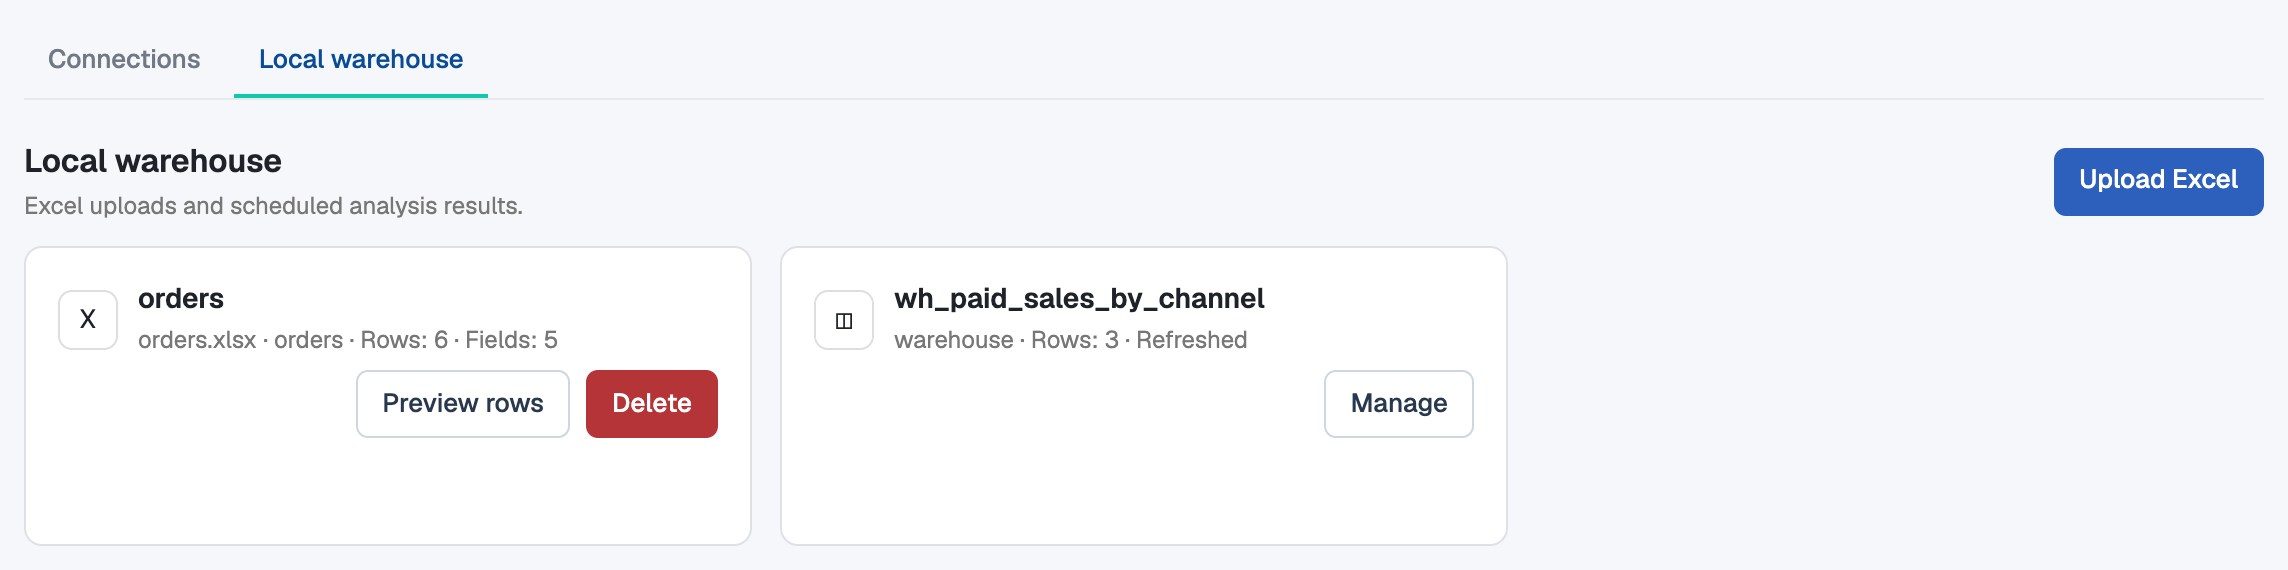 Connections
Local warehouse
Local warehouse
Excel uploads and scheduled analysis results.
Upload Excel
X
orders
orders.xlsx · orders · Rows: 6 · Fields: 5
Preview rows
Delete
wh_paid_sales_by_channel
warehouse · Rows: 3 · Refreshed
Manage